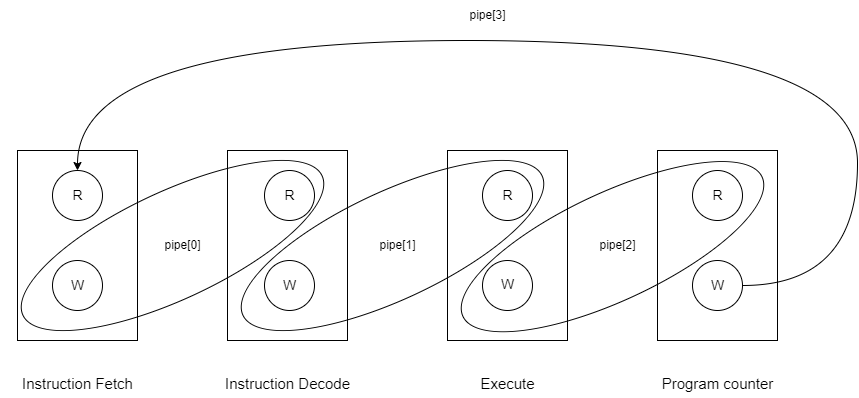 pipe[3]
R
R
R
R
pipe[0]
pipe[1]
pipe[2]
W
W
W
W
Instruction Fetch
Instruction Decode
Execute
Program counter